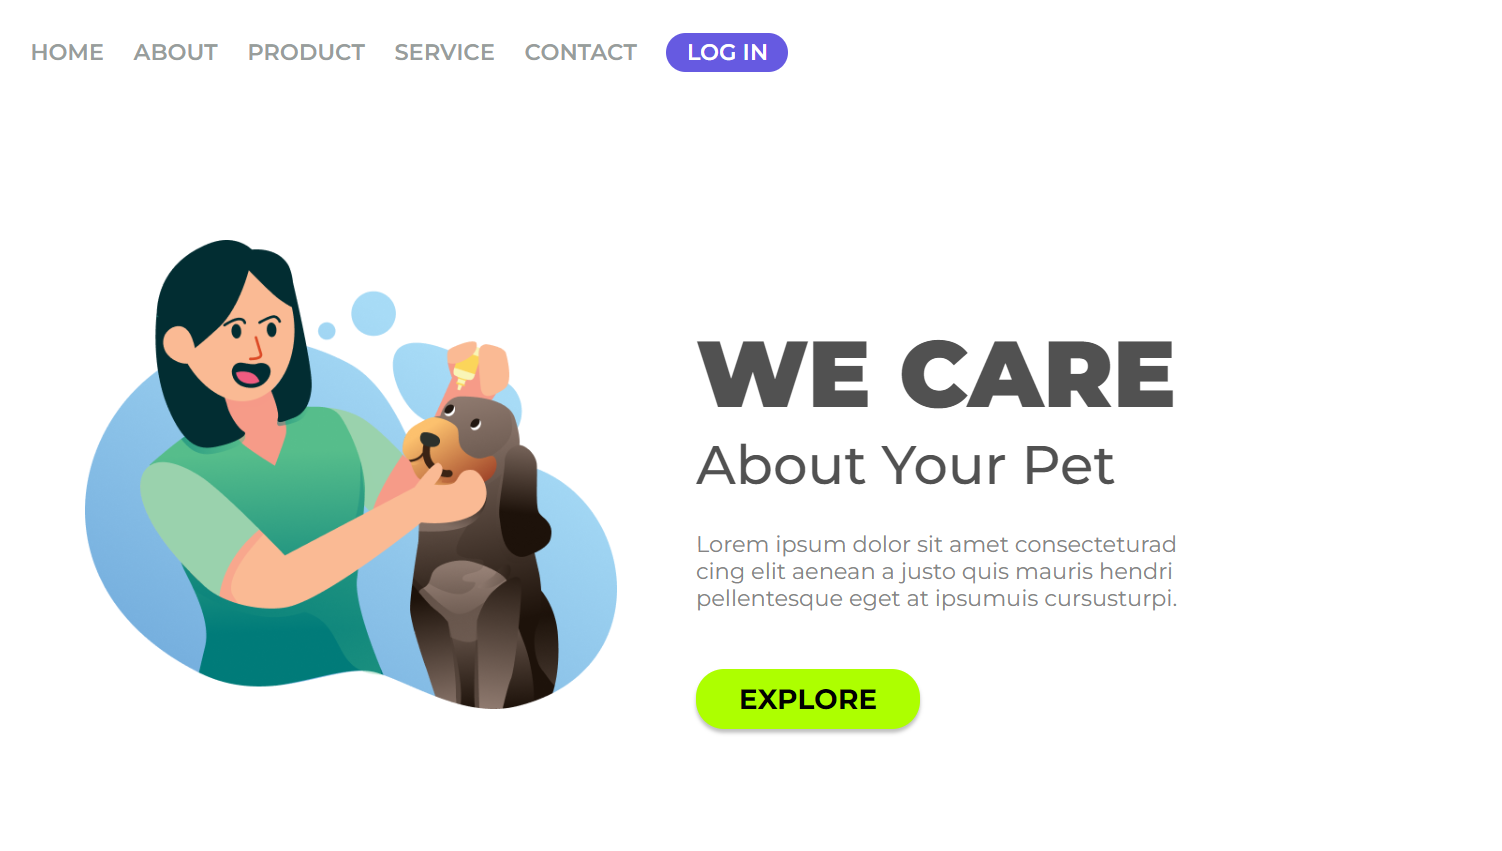 HOME ABOUT PRODUCT SERVICE CONTACT LOG IN
WE CARE
About Your Pet
Lorem ipsum dolor sit amet consecteturad
cing elit aenean a justo quis mauris hendri
pellentesque eget at ipsumuis cursusturpi.
EXPLORE